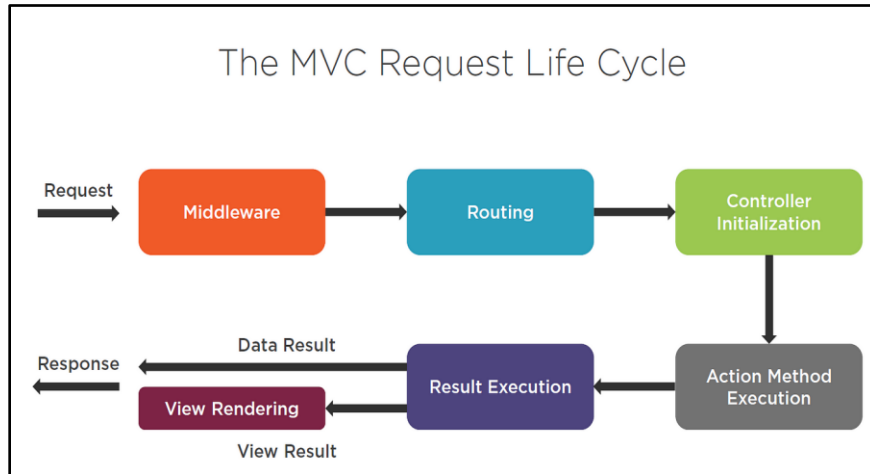 The MVC Request Life Cycle
Request
Middleware
Routing
Controller
Initialization
Data Result
Response
Result Execution
Action Method
Execution
View Rendering
View Result